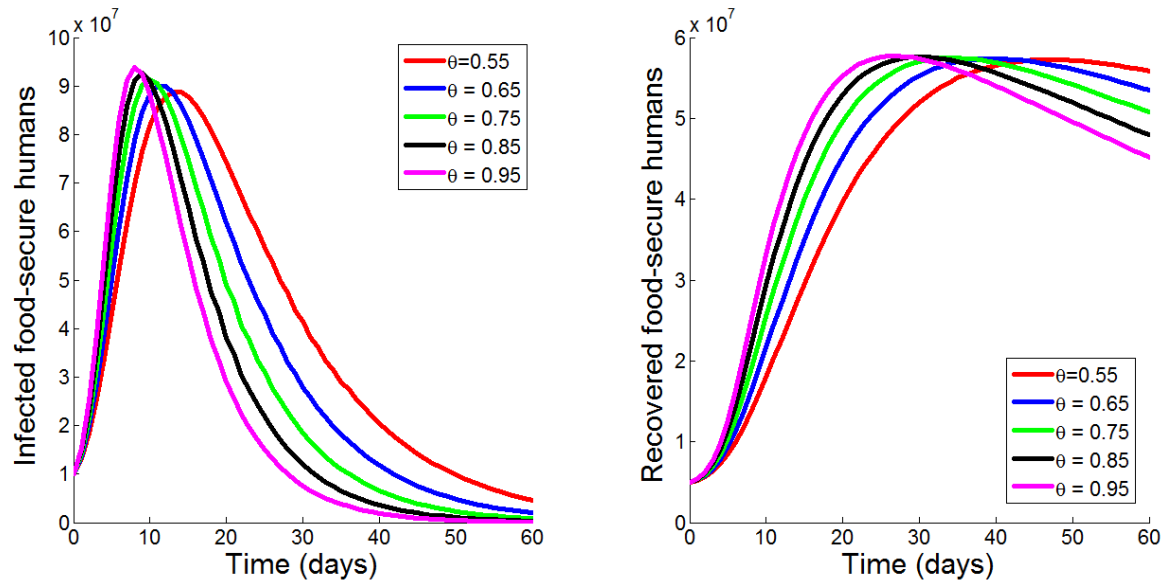 x 10^7
Infected food-secure humans
10
9
8
7
6
5
4
3
2
1
0
0 10 20 30 40 50 60
Time (days)
θ=0.55
θ = 0.65
θ = 0.75
θ = 0.85
θ = 0.95
x 10^7
Recovered food-secure humans
6
5
4
3
2
1
0
0 10 20 30 40 50 60
Time (days)
θ=0.55
θ = 0.65
θ = 0.75
θ = 0.85
θ = 0.95